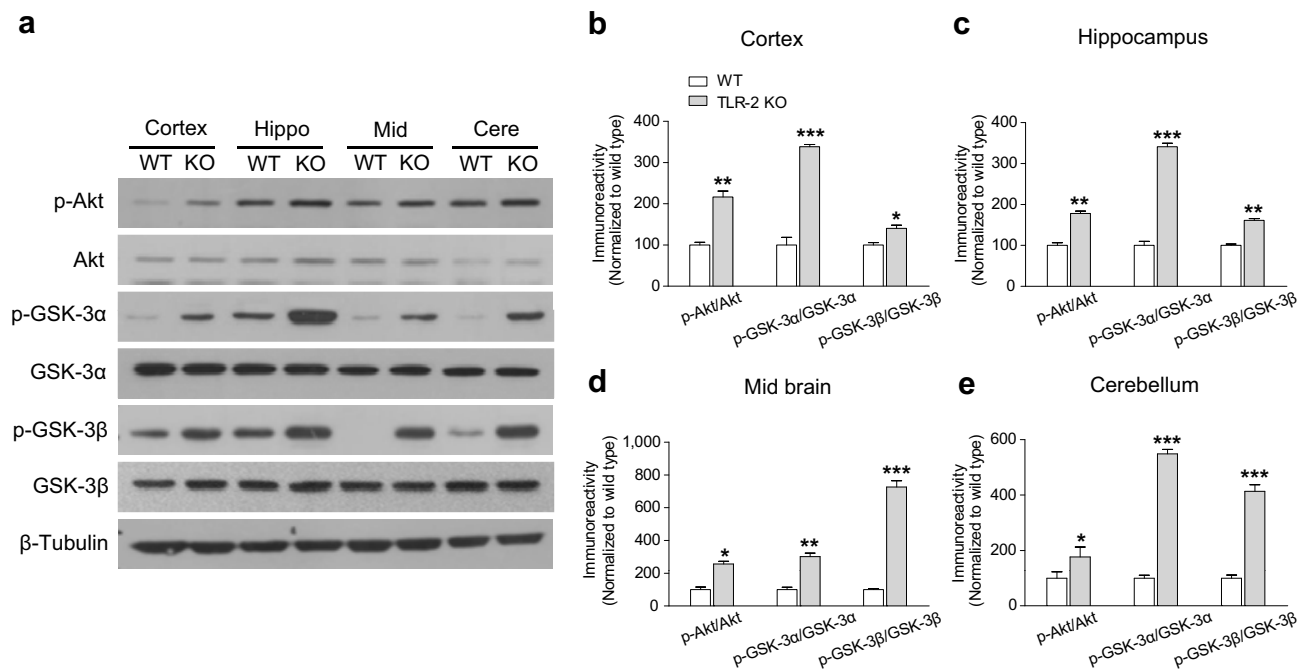 a
Cortex Hippo Mid Cere
WT KO WT KO WT KO WT KO
p-Akt
Akt
p-GSK-3α
GSK-3α
p-GSK-3β
GSK-3β
β-Tubulin
b
Cortex
WT
TLR-2 KO
Immunoreactivity
(Normalized to wild type)
400
300
200
100
0
**
***
*
p-Akt/Akt
p-GSK-3α/GSK-3α
p-GSK-3β/GSK-3β
c
Hippocampus
Immunoreactivity
(Normalized to wild type)
400
300
200
100
0
**
***
**
p-Akt/Akt
p-GSK-3α/GSK-3α
p-GSK-3β/GSK-3β
d
Mid brain
Immunoreactivity
(Normalized to wild type)
1,000
800
600
400
200
0
*
**
***
p-Akt/Akt
p-GSK-3α/GSK-3α
p-GSK-3β/GSK-3β
e
Cerebellum
Immunoreactivity
(Normalized to wild type)
600
400
200
0
*
***
***
p-Akt/Akt
p-GSK-3α/GSK-3α
p-GSK-3β/GSK-3β